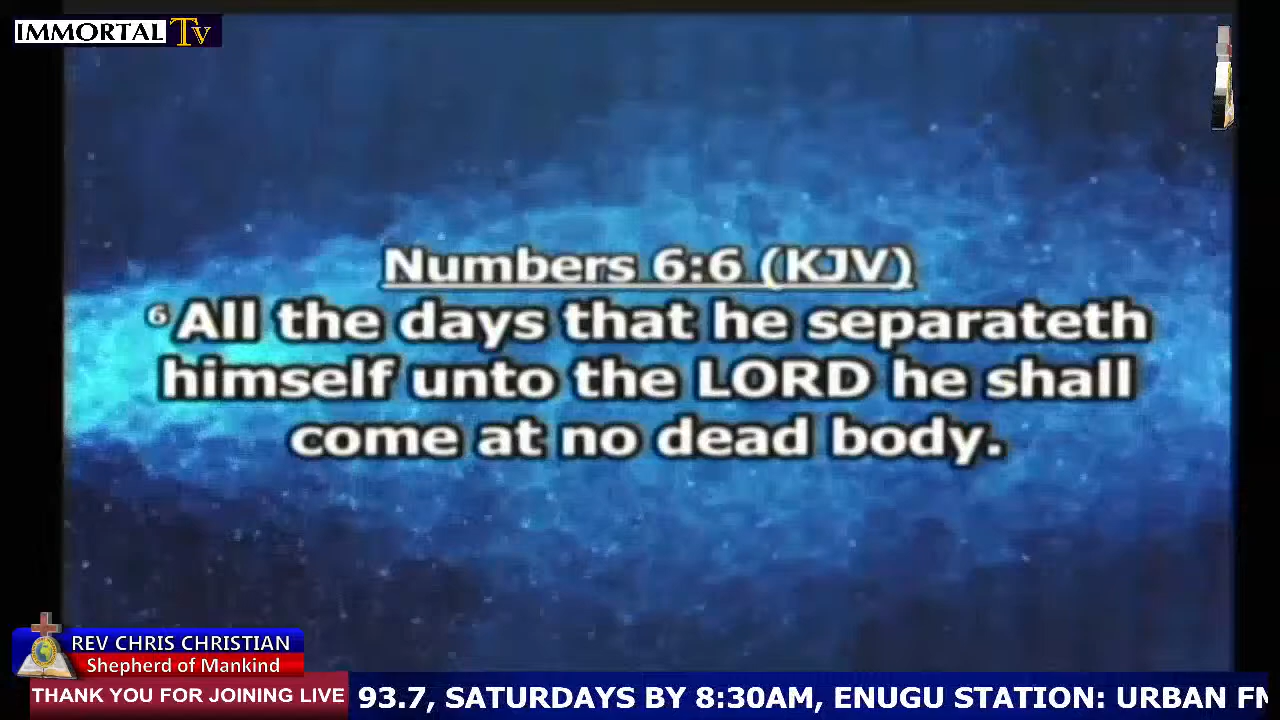 IMMORTAL Tv
Numbers 6:6 (KJV)
6 All the days that he separateth
himself unto the LORD he shall
come at no dead body.
REV CHRIS CHRISTIAN
Shepherd of Mankind
THANK YOU FOR JOINING LIVE
93.7, SATURDAYS BY 8:30AM, ENUGU STATION: URBAN FM